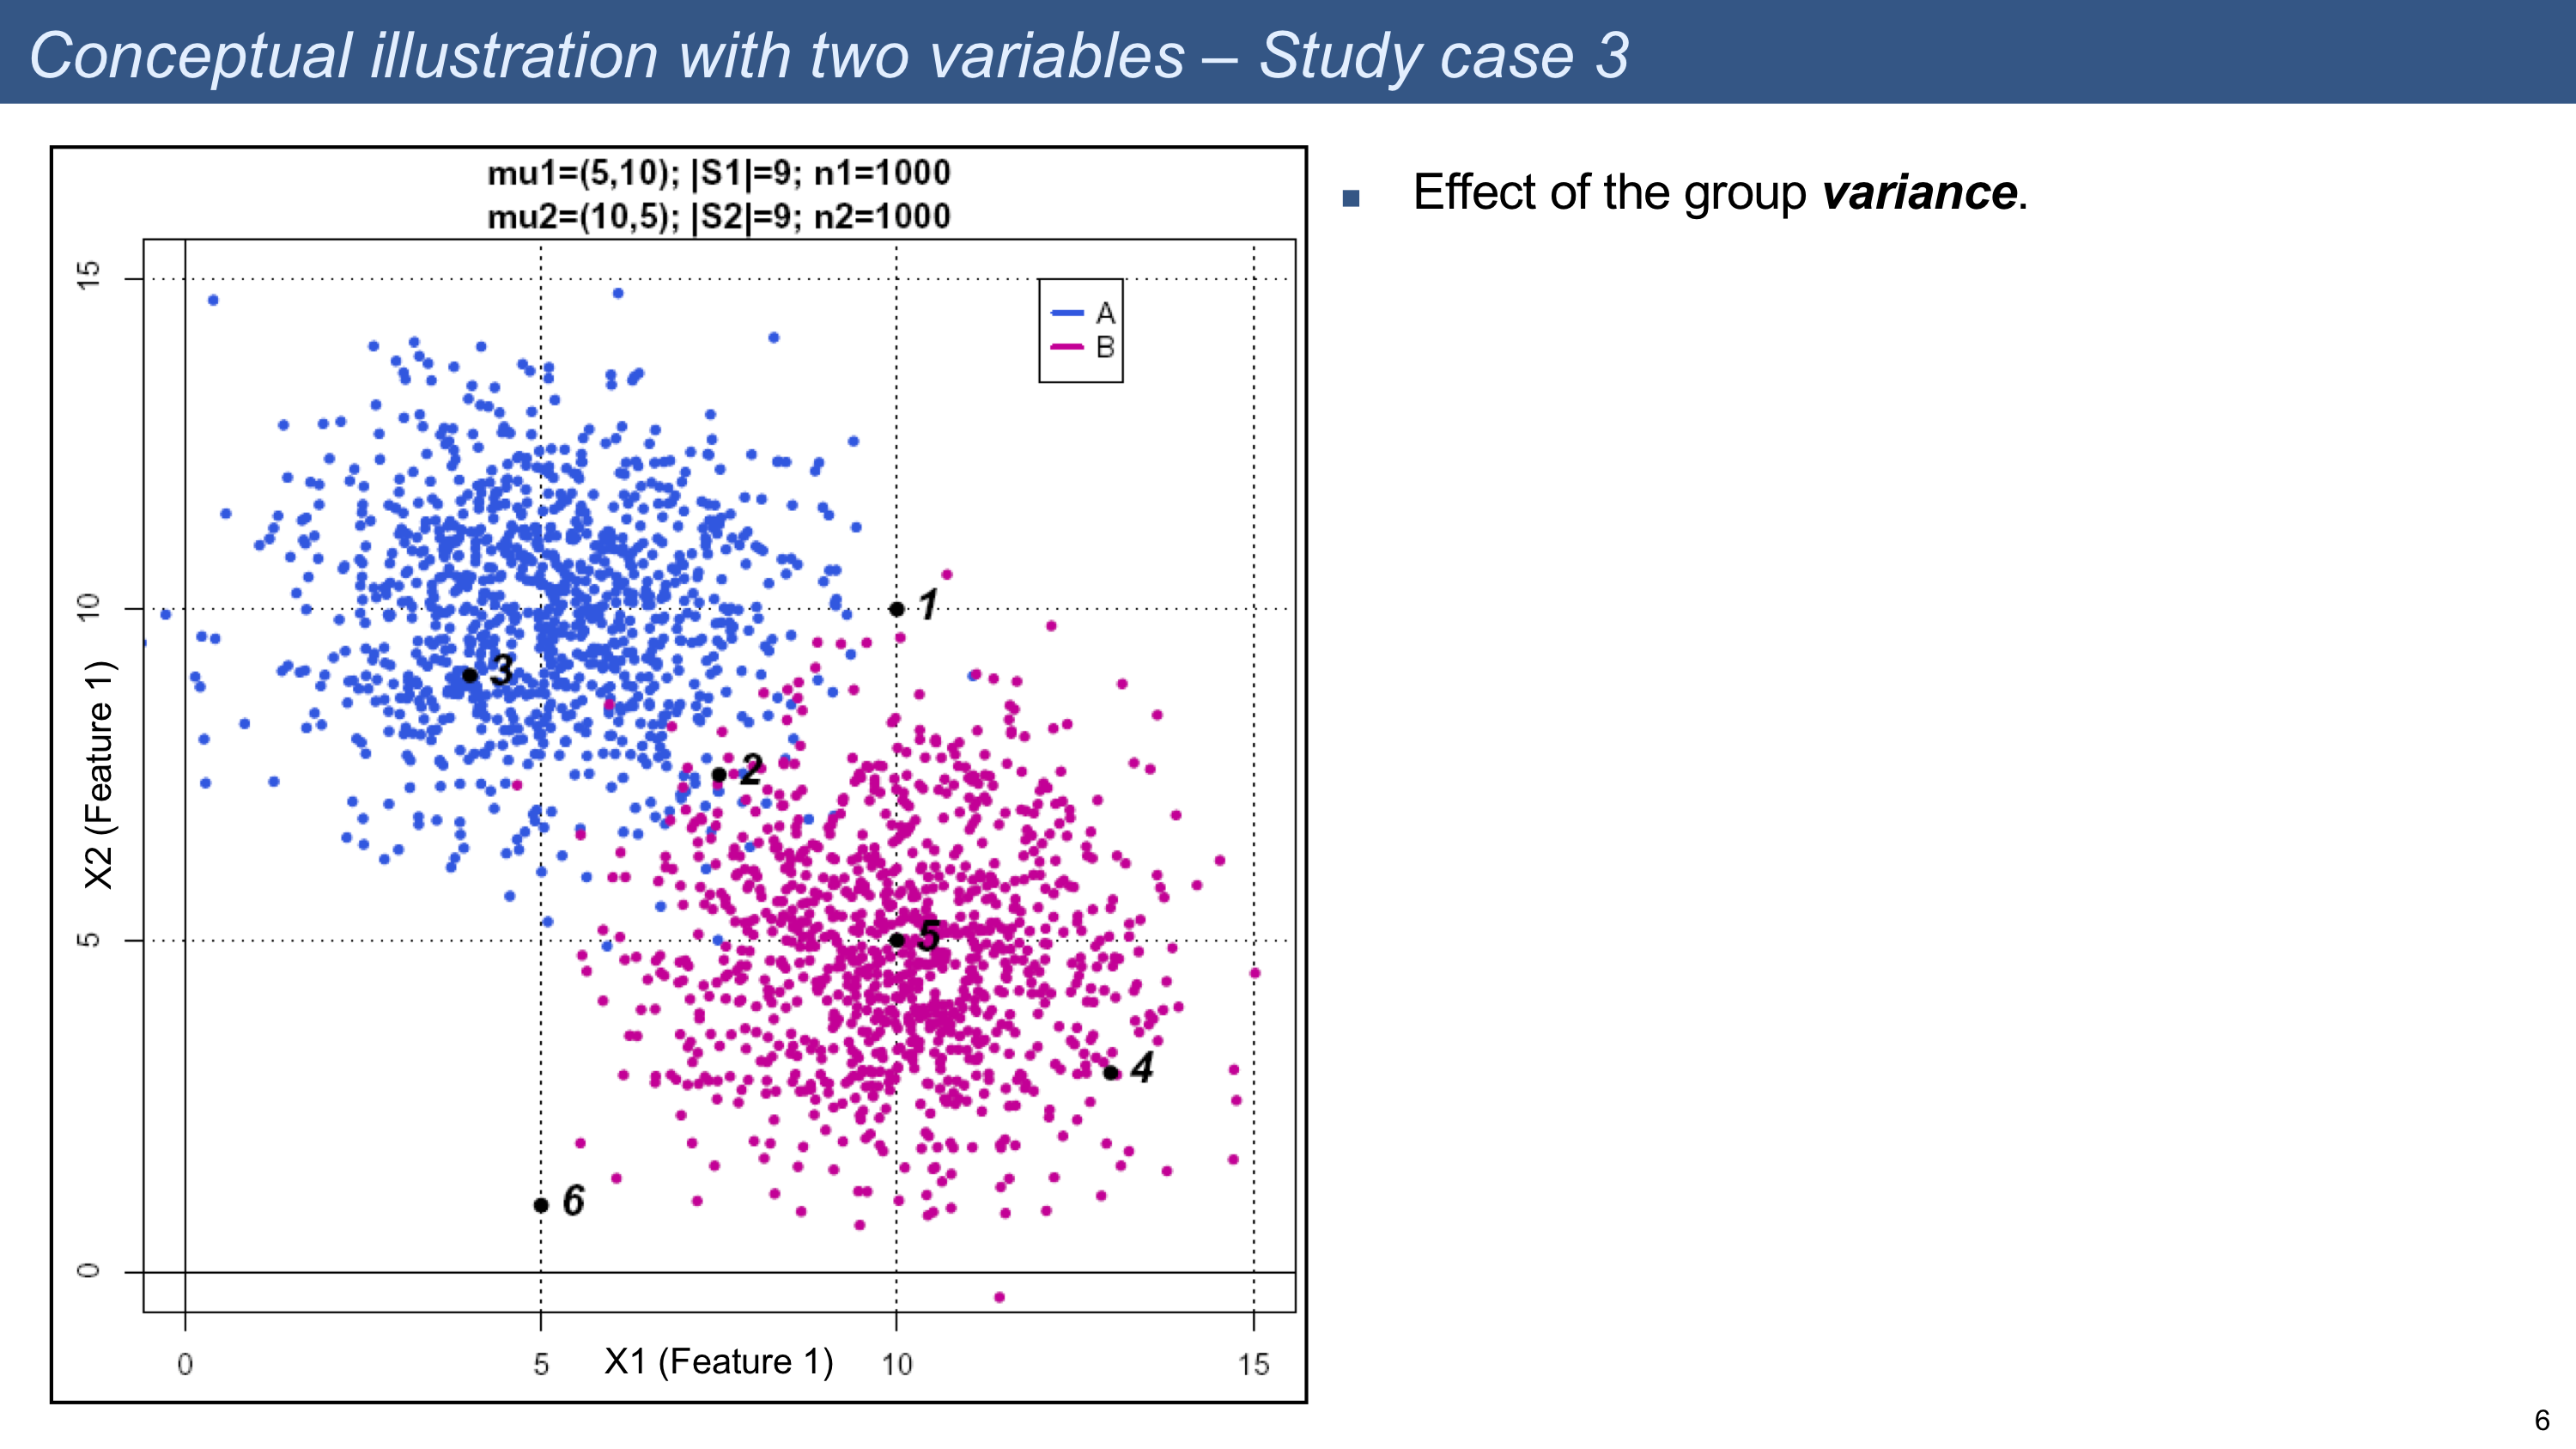 Conceptual illustration with two variables – Study case 3
mu1=(5,10); |S1|=9; n1=1000
mu2=(10,5); |S2|=9; n2=1000
▪ Effect of the group variance.
A
B
15
10
5
0
X2 (Feature 1)
1
3
2
5
4
6
0
5
X1 (Feature 1)
10
15
6